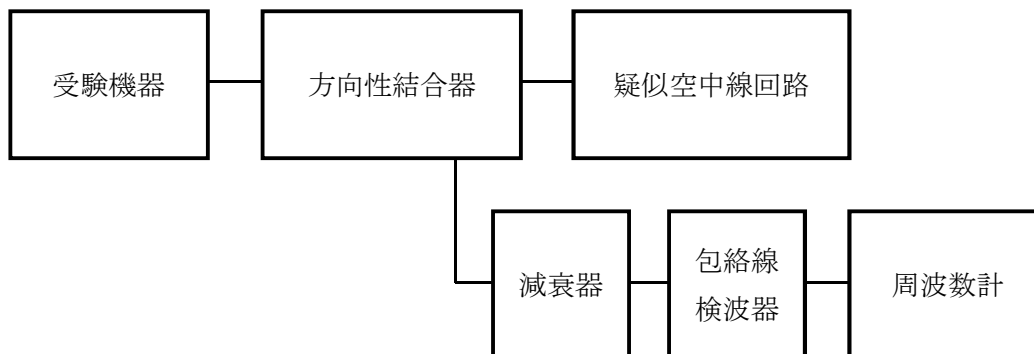 受験機器
方向性結合器
疑似空中線回路
減衰器
包絡線
検波器
周波数計